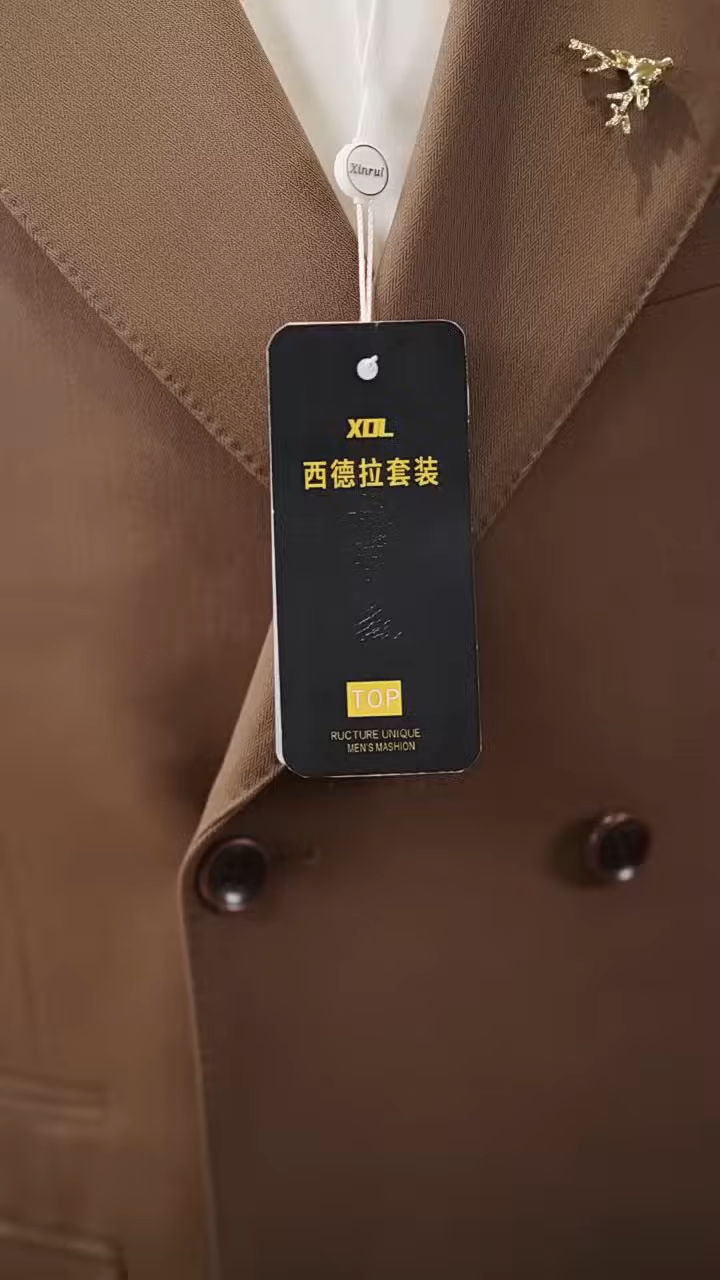 Xinrui
XDL
西德拉套装
TOP
RUCTURE UNIQUE
MEN'S MASHION